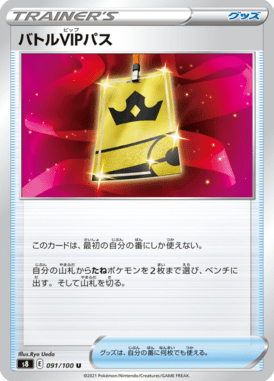 TRAINER'S
グッズ
バトルVIPパス
ビップ
このカードは、最初の自分の番にしか使えない。
自分の山札からたねポケモンを2枚まで選び、ベンチに
出す。そして山札を切る。
Illus.Ryo Ueda
S8 E 091/100 U
グッズは、自分の番に何枚でも使える。
©2021 Pokémon/Nintendo/Creatures/GAME FREAK.